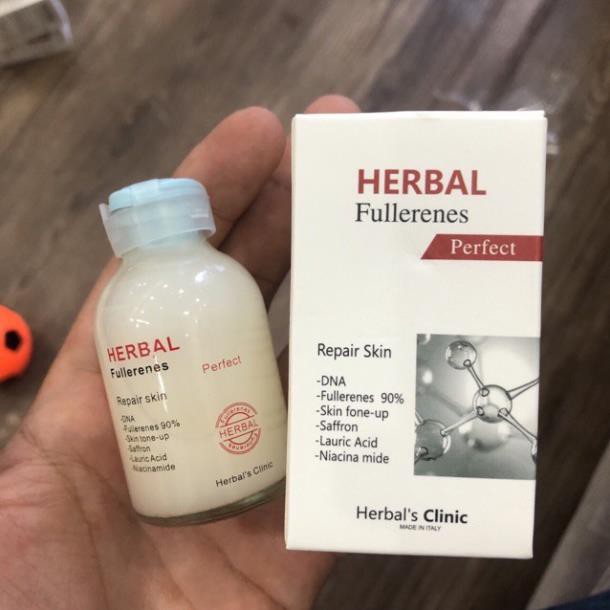 HERBAL
Fullerenes
Perfect
Repair skin
-DNA
-Fullerenes 90%
-Skin tone-up
-Saffron
-Lauric Acid
-Niacinamide
HERBAL
Herbal's Clinic
HERBAL
Fullerenes
Perfect
Repair Skin
-DNA
-Fullerenes 90%
-Skin fone-up
-Saffron
-Lauric Acid
-Niacina mide
Herbal's Clinic
MADE IN ITALY